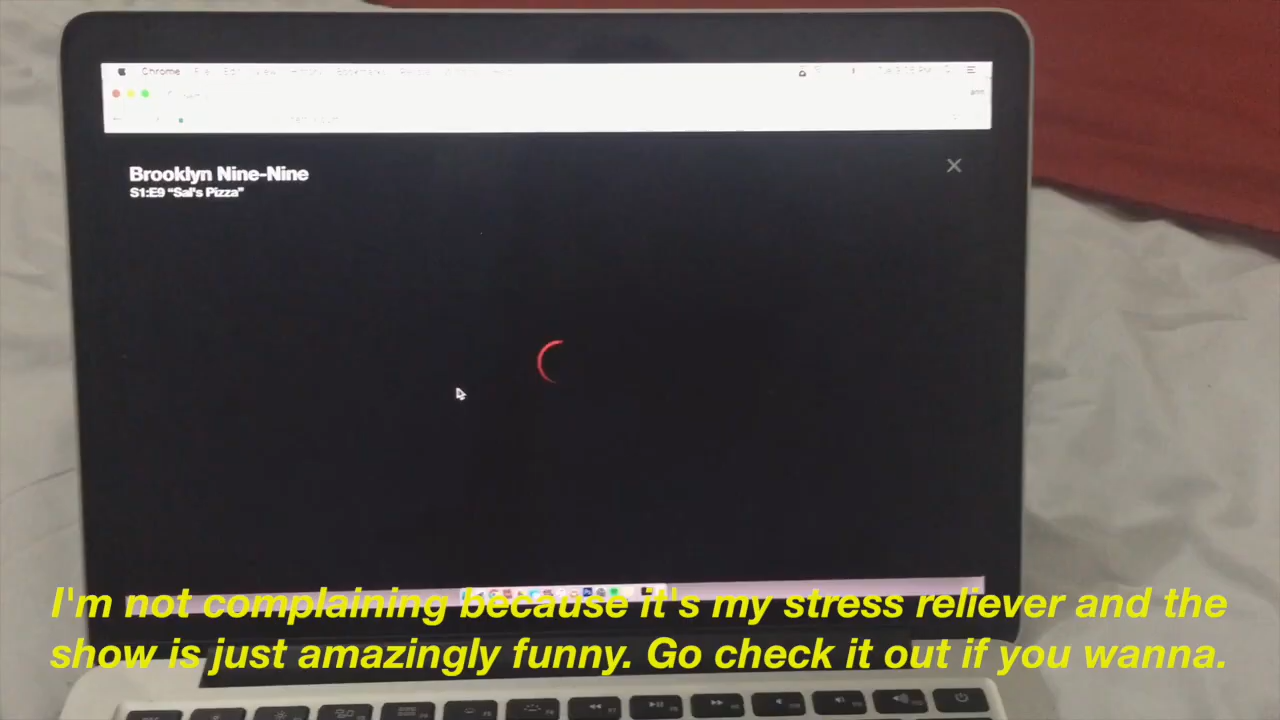 Chrome
Brooklyn Nine-Nine
S1:E9 "Sal's Pizza"
I'm not complaining because it's my stress reliever and the
show is just amazingly funny. Go check it out if you wanna.